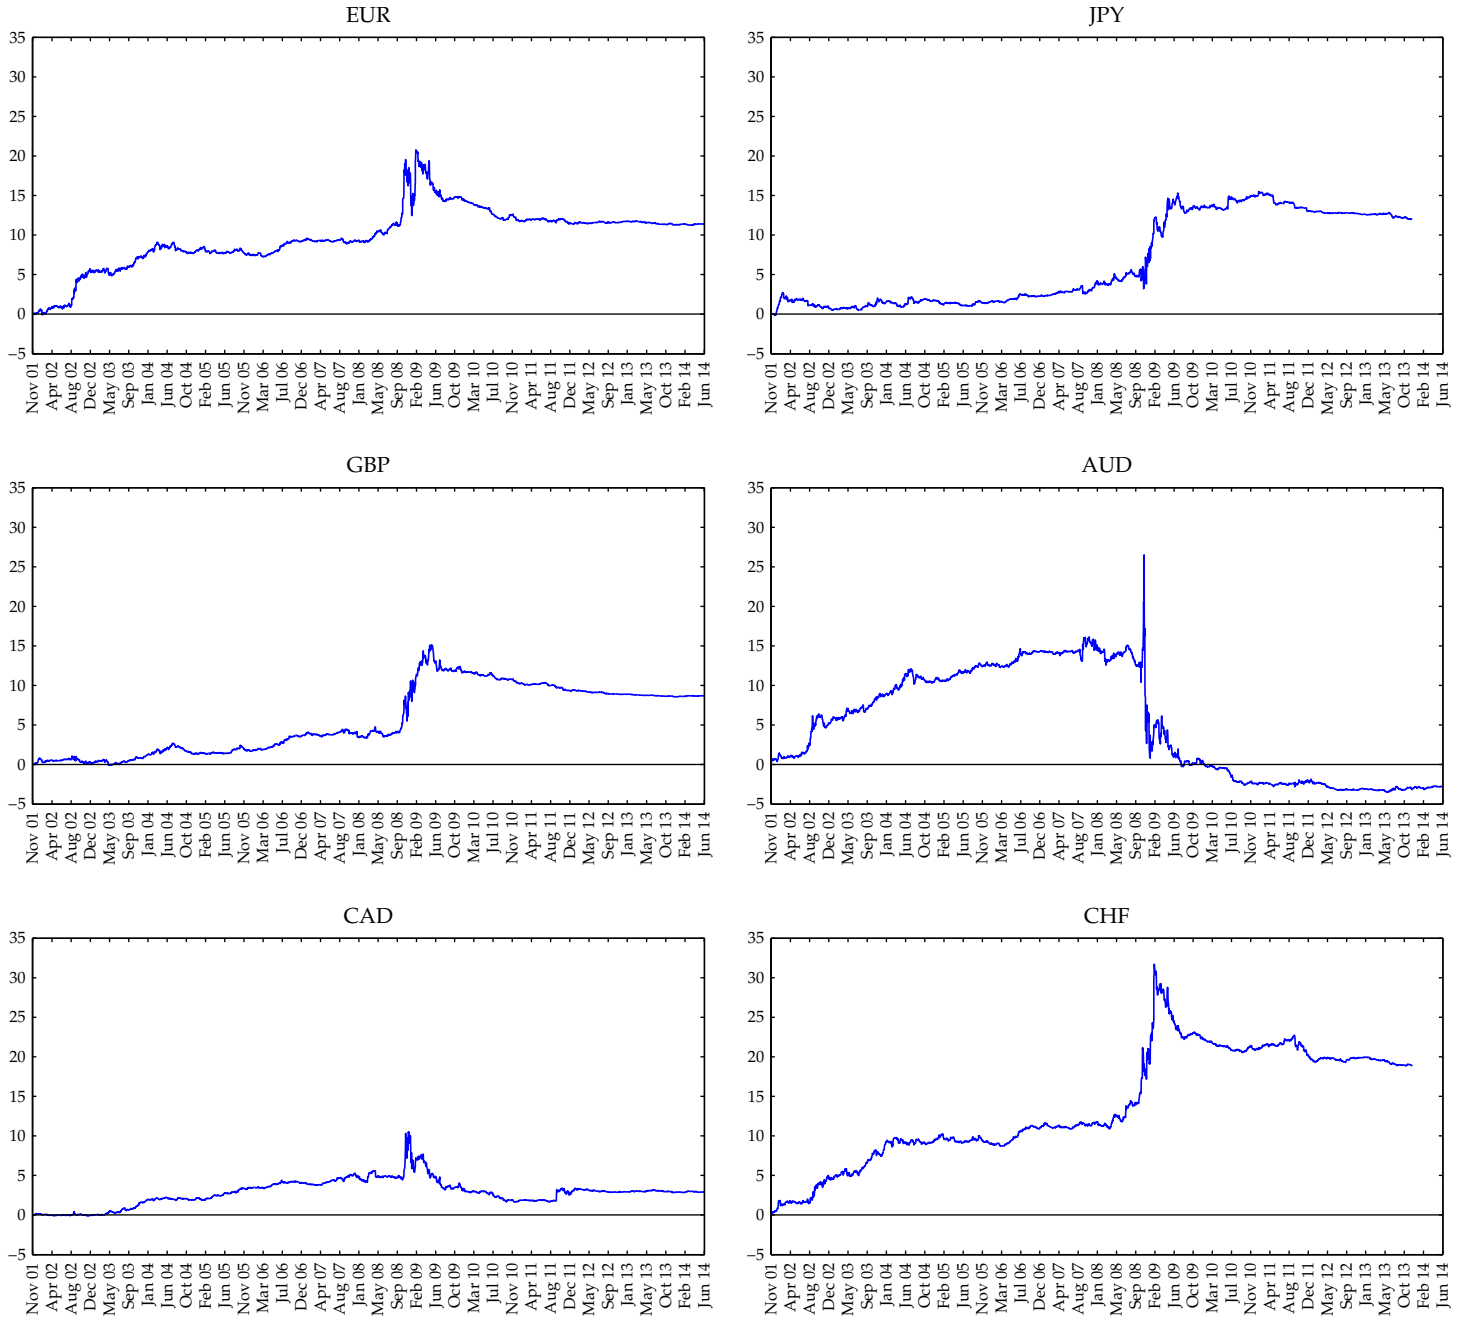 EUR
35
30
25
20
15
10
5
0
−5
Nov 01
Apr 02
Aug 02
Dec 02
May 03
Sep 03
Jan 04
Jun 04
Oct 04
Feb 05
Jun 05
Nov 05
Mar 06
Jul 06
Dec 06
Apr 07
Aug 07
Jan 08
May 08
Sep 08
Feb 09
Jun 09
Oct 09
Mar 10
Jul 10
Nov 10
Apr 11
Aug 11
Dec 11
May 12
Sep 12
Jan 13
May 13
Oct 13
Feb 14
Jun 14
JPY
35
30
25
20
15
10
5
0
−5
Nov 01
Apr 02
Aug 02
Dec 02
May 03
Sep 03
Jan 04
Jun 04
Oct 04
Feb 05
Jun 05
Nov 05
Mar 06
Jul 06
Dec 06
Apr 07
Aug 07
Jan 08
May 08
Sep 08
Feb 09
Jun 09
Oct 09
Mar 10
Jul 10
Nov 10
Apr 11
Aug 11
Dec 11
May 12
Sep 12
Jan 13
May 13
Oct 13
Feb 14
Jun 14
GBP
35
30
25
20
15
10
5
0
−5
Nov 01
Apr 02
Aug 02
Dec 02
May 03
Sep 03
Jan 04
Jun 04
Oct 04
Feb 05
Jun 05
Nov 05
Mar 06
Jul 06
Dec 06
Apr 07
Aug 07
Jan 08
May 08
Sep 08
Feb 09
Jun 09
Oct 09
Mar 10
Jul 10
Nov 10
Apr 11
Aug 11
Dec 11
May 12
Sep 12
Jan 13
May 13
Oct 13
Feb 14
Jun 14
AUD
35
30
25
20
15
10
5
0
−5
Nov 01
Apr 02
Aug 02
Dec 02
May 03
Sep 03
Jan 04
Jun 04
Oct 04
Feb 05
Jun 05
Nov 05
Mar 06
Jul 06
Dec 06
Apr 07
Aug 07
Jan 08
May 08
Sep 08
Feb 09
Jun 09
Oct 09
Mar 10
Jul 10
Nov 10
Apr 11
Aug 11
Dec 11
May 12
Sep 12
Jan 13
May 13
Oct 13
Feb 14
Jun 14
CAD
35
30
25
20
15
10
5
0
−5
Nov 01
Apr 02
Aug 02
Dec 02
May 03
Sep 03
Jan 04
Jun 04
Oct 04
Feb 05
Jun 05
Nov 05
Mar 06
Jul 06
Dec 06
Apr 07
Aug 07
Jan 08
May 08
Sep 08
Feb 09
Jun 09
Oct 09
Mar 10
Jul 10
Nov 10
Apr 11
Aug 11
Dec 11
May 12
Sep 12
Jan 13
May 13
Oct 13
Feb 14
Jun 14
CHF
35
30
25
20
15
10
5
0
−5
Nov 01
Apr 02
Aug 02
Dec 02
May 03
Sep 03
Jan 04
Jun 04
Oct 04
Feb 05
Jun 05
Nov 05
Mar 06
Jul 06
Dec 06
Apr 07
Aug 07
Jan 08
May 08
Sep 08
Feb 09
Jun 09
Oct 09
Mar 10
Jul 10
Nov 10
Apr 11
Aug 11
Dec 11
May 12
Sep 12
Jan 13
May 13
Oct 13
Feb 14
Jun 14